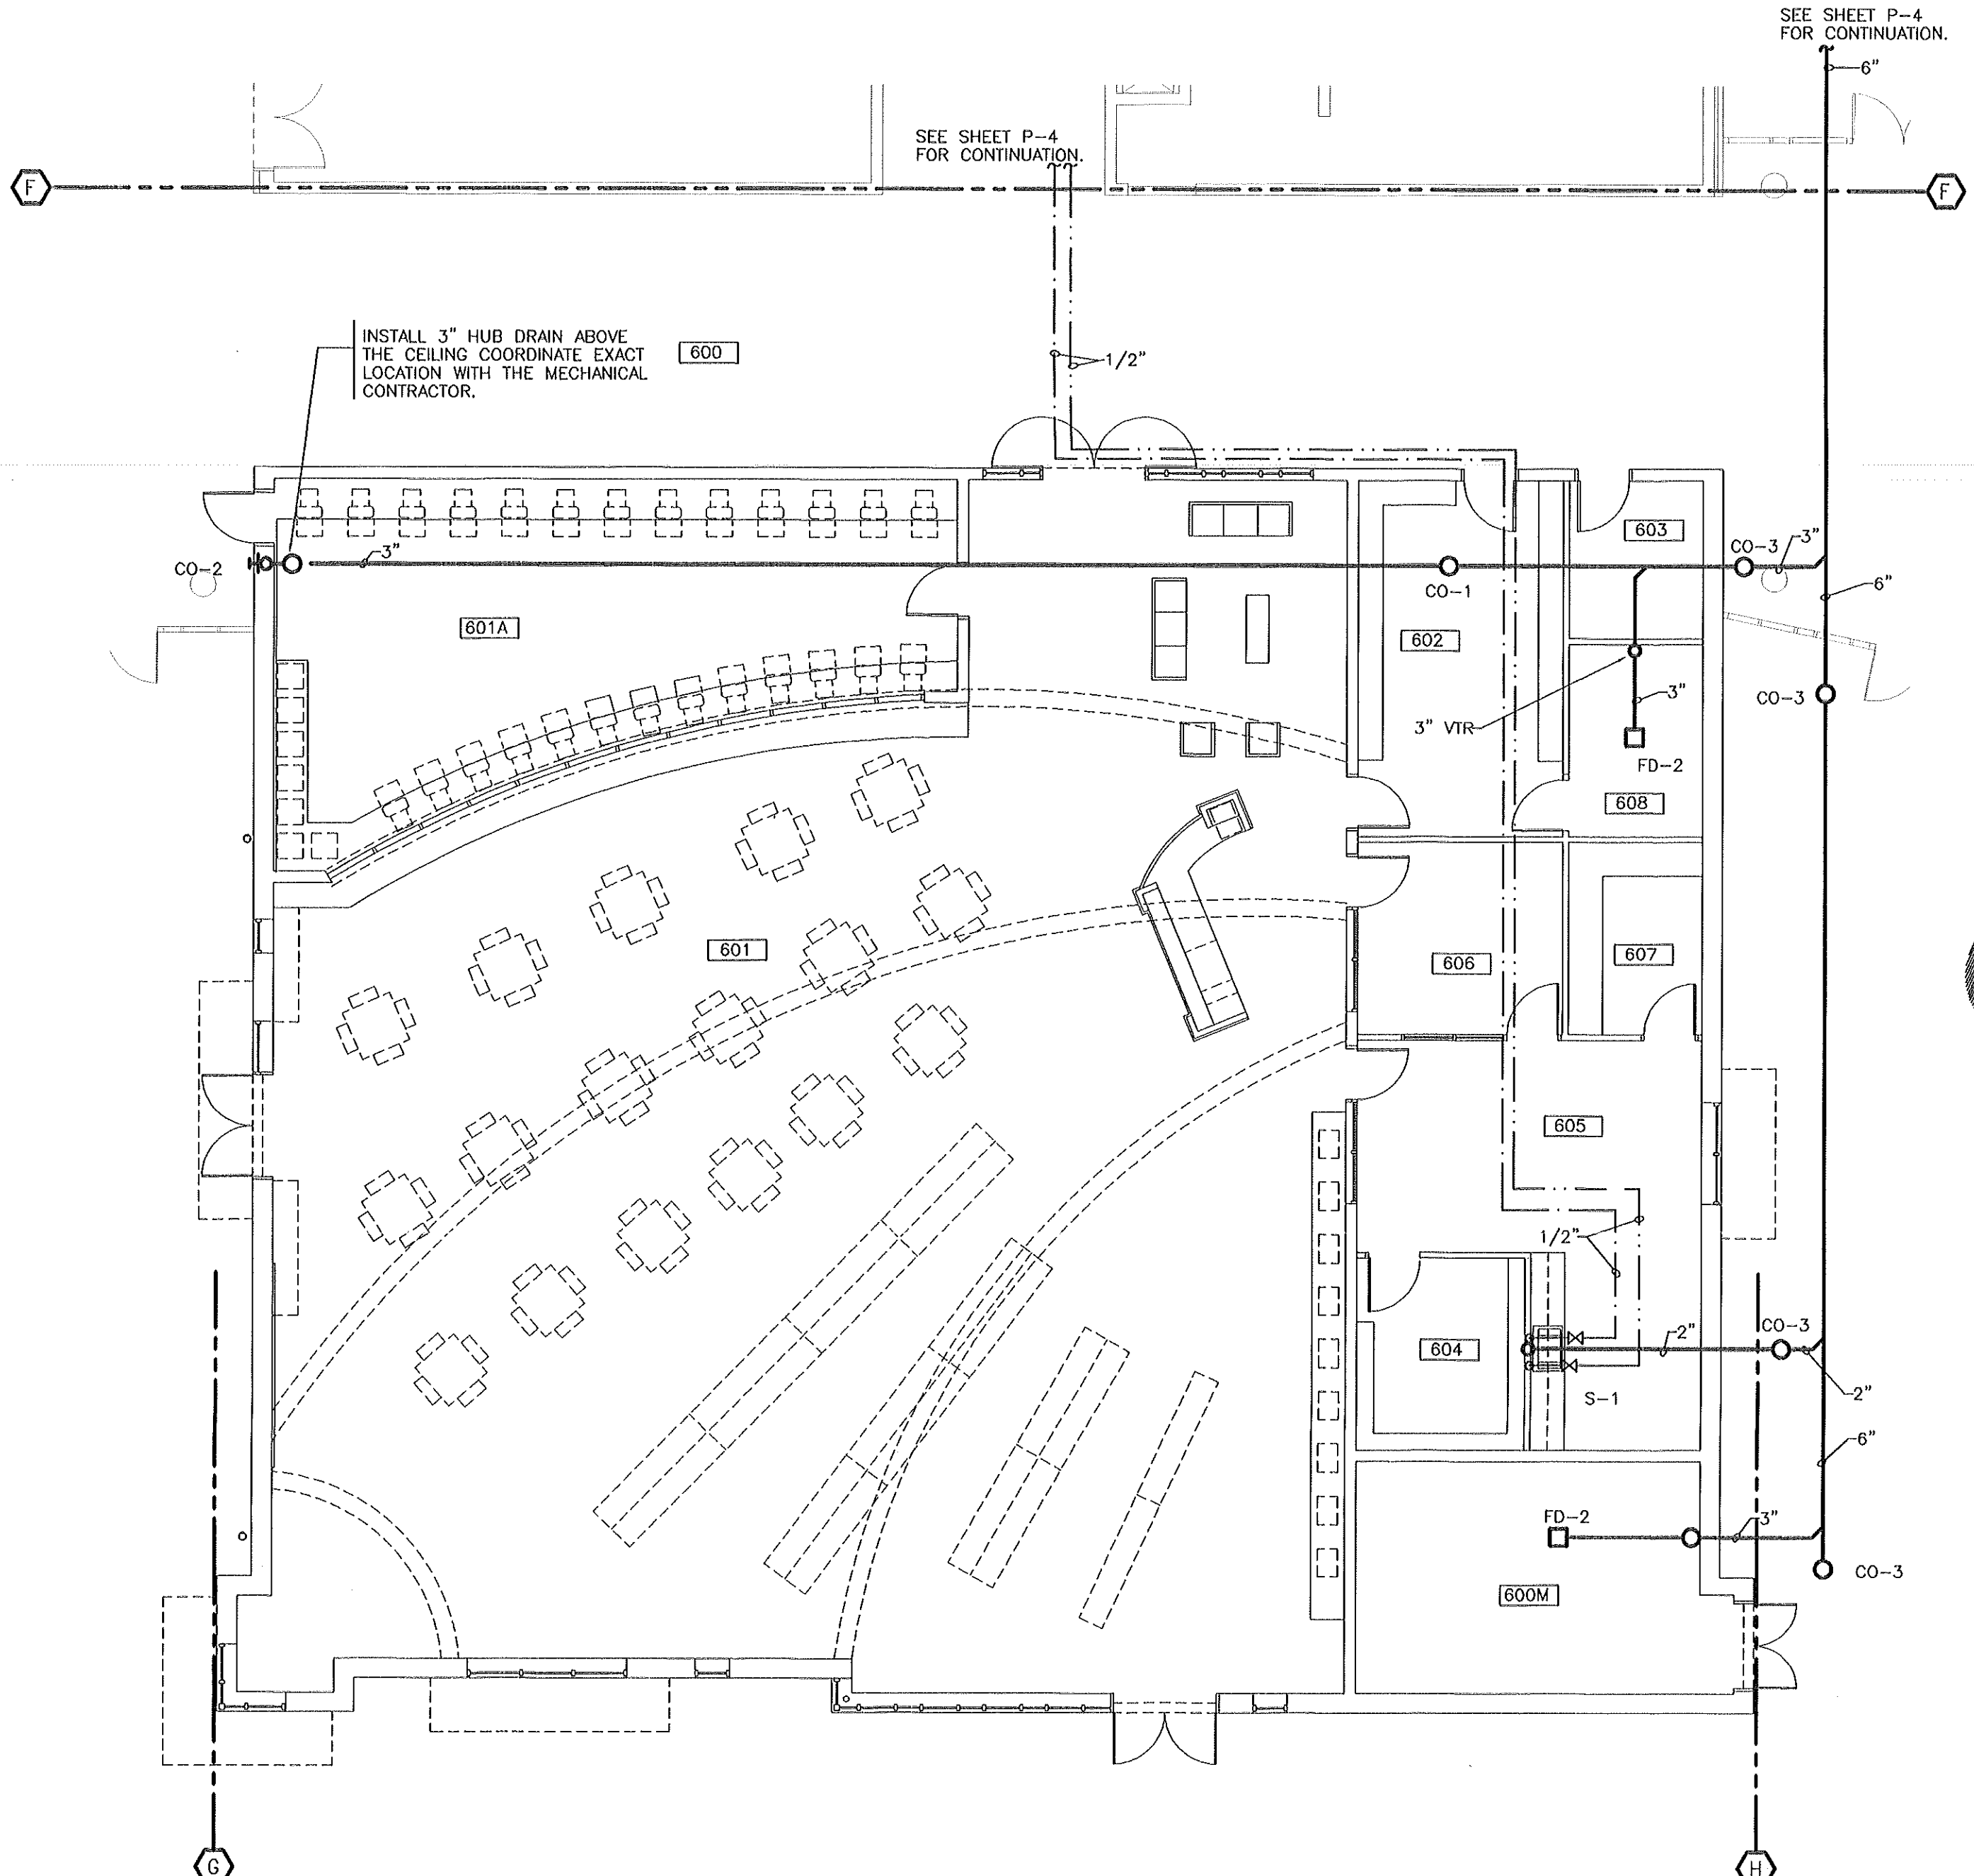 SEE SHEET P-4
FOR CONTINUATION.
6"
SEE SHEET P-4
FOR CONTINUATION.
F
F
INSTALL 3" HUB DRAIN ABOVE
THE CEILING COORDINATE EXACT
LOCATION WITH THE MECHANICAL
CONTRACTOR.
600
1/2"
603
CO-2
3"
CO-3
3"
CO-1
6"
601A
602
3"
CO-3
3" VTR
FD-2
608
601
606
607
605
1/2"
604
2"
CO-3
S-1
2"
6"
FD-2
3"
CO-3
600M
G
H